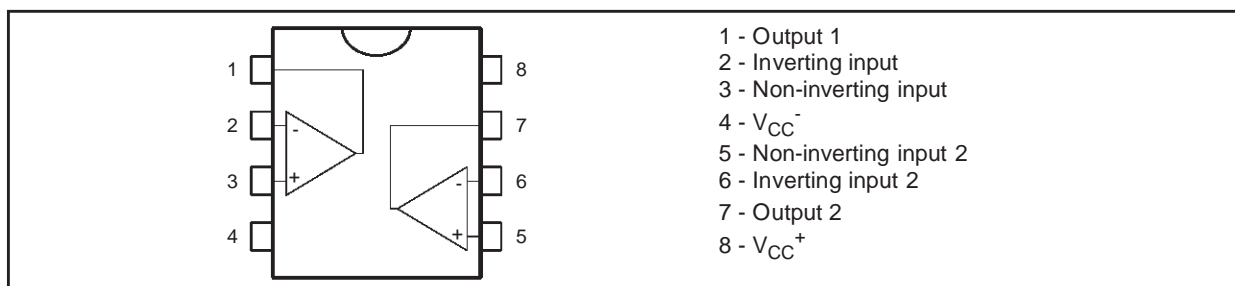 1
8
2
-
7
3
+
-
6
4
+
5
1 - Output 1
2 - Inverting input
3 - Non-inverting input
4 - VCC-
5 - Non-inverting input 2
6 - Inverting input 2
7 - Output 2
8 - VCC+